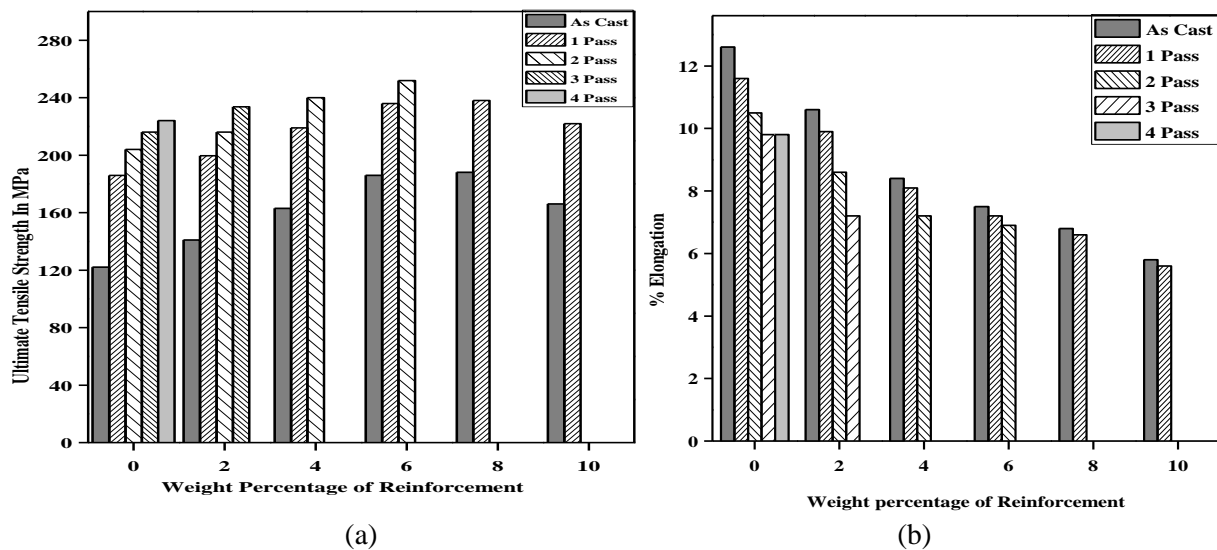 As Cast
1 Pass
2 Pass
3 Pass
4 Pass
280
240
200
160
120
80
40
0
Ultimate Tensile Strength In MPa
0 2 4 6 8 10
Weight Percentage of Reinforcement
(a)
As Cast
1 Pass
2 Pass
3 Pass
4 Pass
12
10
8
6
4
2
0
% Elongation
0 2 4 6 8 10
Weight percentage of Reinforcement
(b)